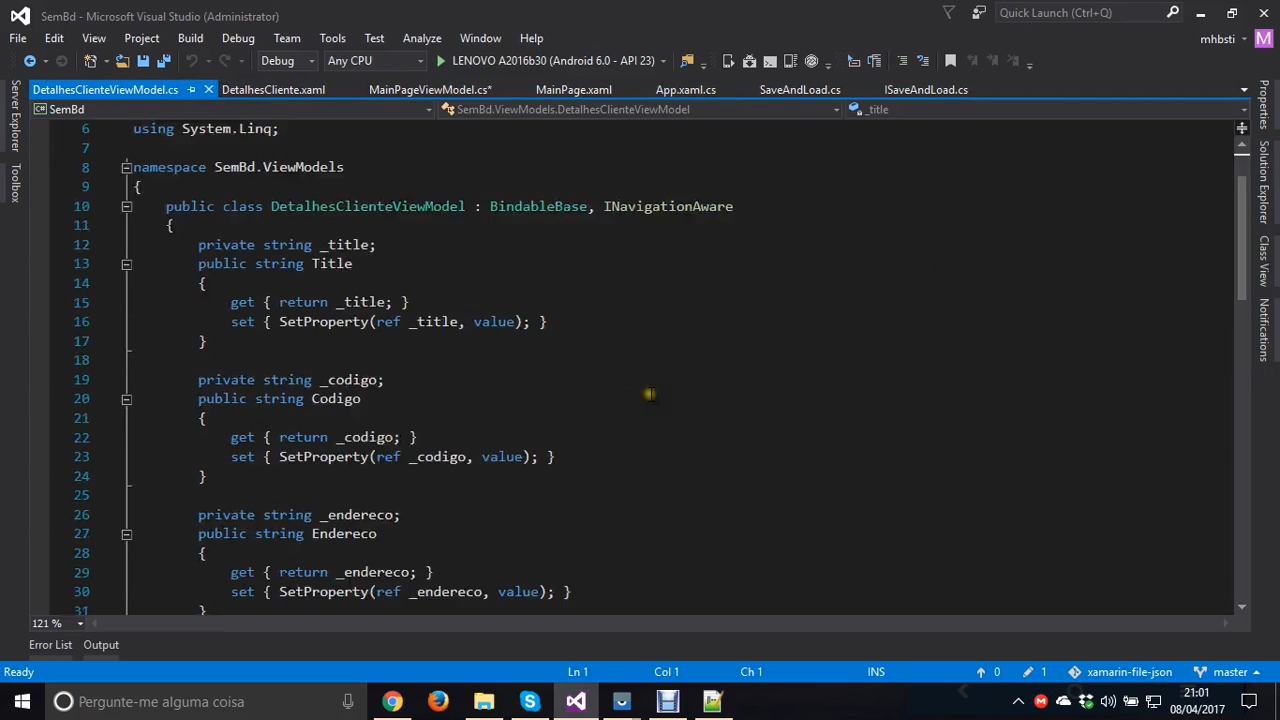 SemBd - Microsoft Visual Studio (Administrator)
Quick Launch (Ctrl+Q)
File Edit View Project Build Debug Team Tools Test Analyze Window Help
mhbsti M
Debug Any CPU LENOVO A2016b30 (Android 6.0 - API 23)
DetalhesClienteViewModel.cs DetalhesCliente.xaml MainPageViewModel.cs* MainPage.xaml App.xaml.cs SaveAndLoad.cs ISaveAndLoad.cs
SemBd SemBd.ViewModels.DetalhesClienteViewModel _title
Server Explorer
Toolbox
Properties
Solution Explorer
Class View
Notifications
6 using System.Linq;
7
8 namespace SemBd.ViewModels
9 {
10 public class DetalhesClienteViewModel : BindableBase, INavigationAware
11 {
12 private string _title;
13 public string Title
14 {
15 get { return _title; }
16 set { SetProperty(ref _title, value); }
17 }
18
19 private string _codigo;
20 public string Codigo
21 {
22 get { return _codigo; }
23 set { SetProperty(ref _codigo, value); }
24 }
25
26 private string _endereco;
27 public string Endereco
28 {
29 get { return _endereco; }
30 set { SetProperty(ref _endereco, value); }
31 }
121 %
Error List Output
Ready Ln 1 Col 1 Ch 1 INS 0 1 xamarin-file-json master
Pergunte-me alguma coisa
21:01
08/04/2017